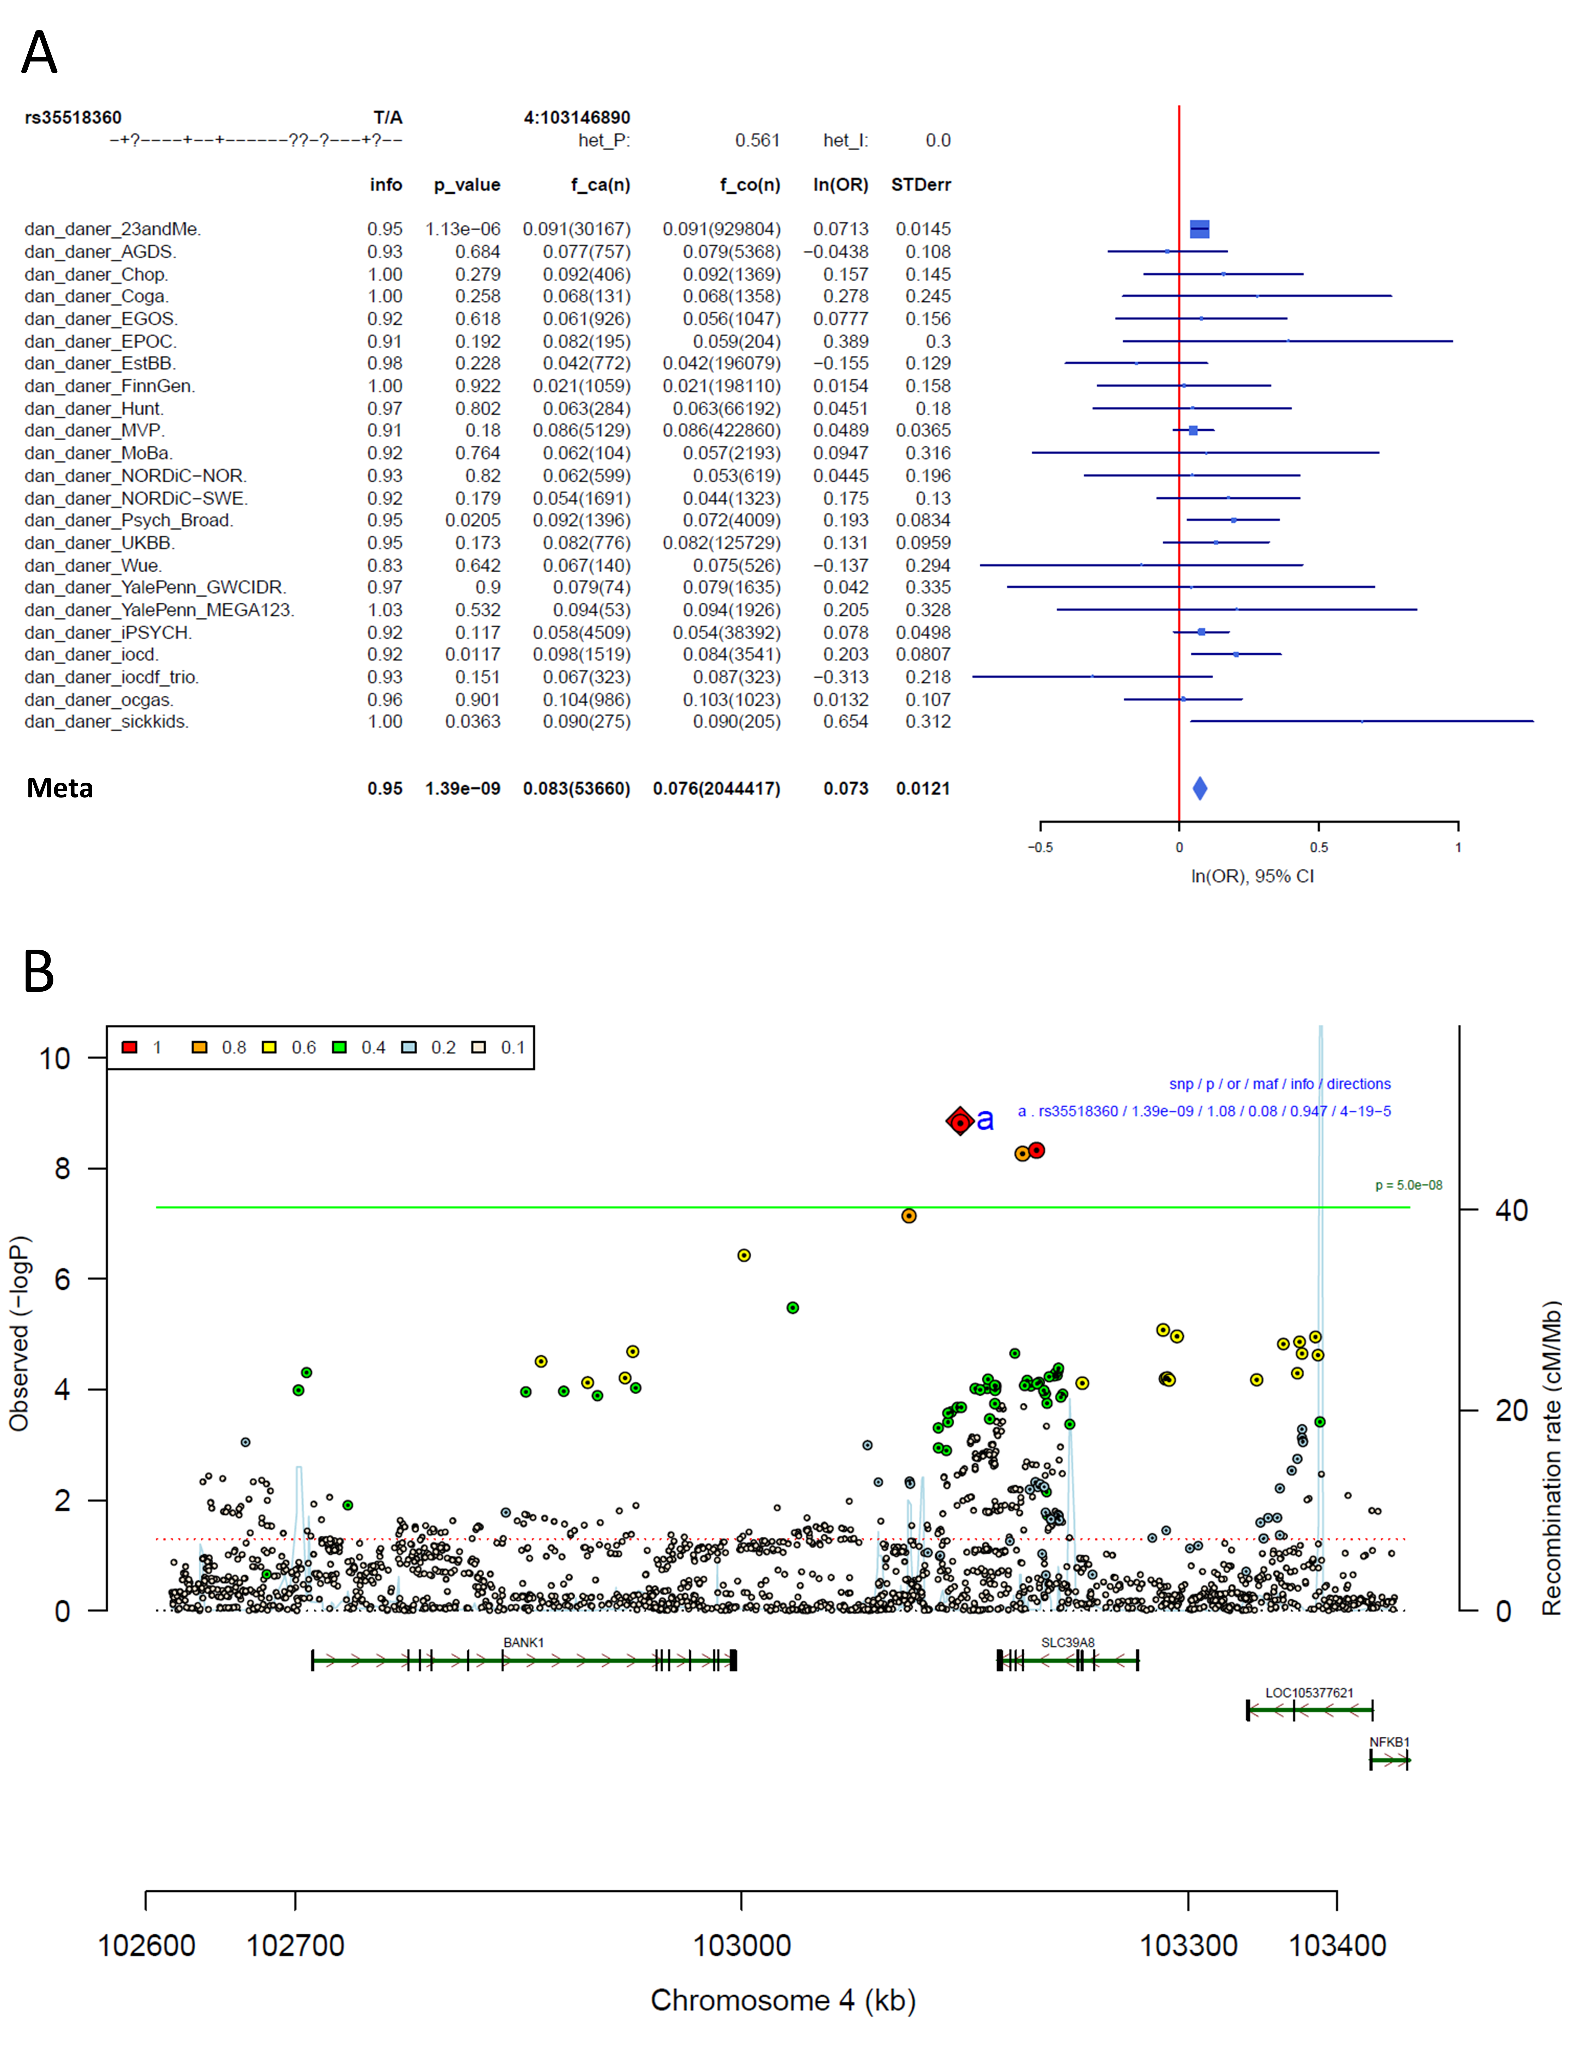 A
rs35518360 T/A 4:103146890
−+?−−−−+−−+−−−−−−??−?−−−+?−− het_P: 0.561 het_I: 0.0
info p_value f_ca(n) f_co(n) ln(OR) STDerr
dan_daner_23andMe. 0.95 1.13e−06 0.091(30167) 0.091(929804) 0.0713 0.0145
dan_daner_AGDS. 0.93 0.684 0.077(757) 0.079(5368) −0.0438 0.108
dan_daner_Chop. 1.00 0.279 0.092(406) 0.092(1369) 0.157 0.145
dan_daner_Coga. 1.00 0.258 0.068(131) 0.068(1358) 0.278 0.245
dan_daner_EGOS. 0.92 0.618 0.061(926) 0.056(1047) 0.0777 0.156
dan_daner_EPOC. 0.91 0.192 0.082(195) 0.059(204) 0.389 0.3
dan_daner_EstBB. 0.98 0.228 0.042(772) 0.042(196079) −0.155 0.129
dan_daner_FinnGen. 1.00 0.922 0.021(1059) 0.021(198110) 0.0154 0.158
dan_daner_Hunt. 0.97 0.802 0.063(284) 0.063(66192) 0.0451 0.18
dan_daner_MVP. 0.91 0.18 0.086(5129) 0.086(422860) 0.0489 0.0365
dan_daner_MoBa. 0.92 0.764 0.062(104) 0.057(2193) 0.0947 0.316
dan_daner_NORDiC−NOR. 0.93 0.82 0.062(599) 0.053(619) 0.0445 0.196
dan_daner_NORDiC−SWE. 0.92 0.179 0.054(1691) 0.044(1323) 0.175 0.13
dan_daner_Psych_Broad. 0.95 0.0205 0.092(1396) 0.072(4009) 0.193 0.0834
dan_daner_UKBB. 0.95 0.173 0.082(776) 0.082(125729) 0.131 0.0959
dan_daner_Wue. 0.83 0.642 0.067(140) 0.075(526) −0.137 0.294
dan_daner_YalePenn_GWCIDR. 0.97 0.9 0.079(74) 0.079(1635) 0.042 0.335
dan_daner_YalePenn_MEGA123. 1.03 0.532 0.094(53) 0.094(1926) 0.205 0.328
dan_daner_iPSYCH. 0.92 0.117 0.058(4509) 0.054(38392) 0.078 0.0498
dan_daner_iocd. 0.92 0.0117 0.098(1519) 0.084(3541) 0.203 0.0807
dan_daner_iocdf_trio. 0.93 0.151 0.067(323) 0.087(323) −0.313 0.218
dan_daner_ocgas. 0.96 0.901 0.104(986) 0.103(1023) 0.0132 0.107
dan_daner_sickkids. 1.00 0.0363 0.090(275) 0.090(205) 0.654 0.312
Meta 0.95 1.39e−09 0.083(53660) 0.076(2044417) 0.073 0.0121
−0.5 0 0.5 1
ln(OR), 95% CI
B
1 0.8 0.6 0.4 0.2 0.1
snp / p / or / maf / info / directions
a . rs35518360 / 1.39e−09 / 1.08 / 0.08 / 0.947 / 4−19−5
a
p = 5.0e−08
10
8
6
4
2
0
Observed (−logP)
40
20
0
Recombination rate (cM/Mb)
BANK1 SLC39A8
LOC105377621
NFKB1
102600 102700 103000 103300 103400
Chromosome 4 (kb)